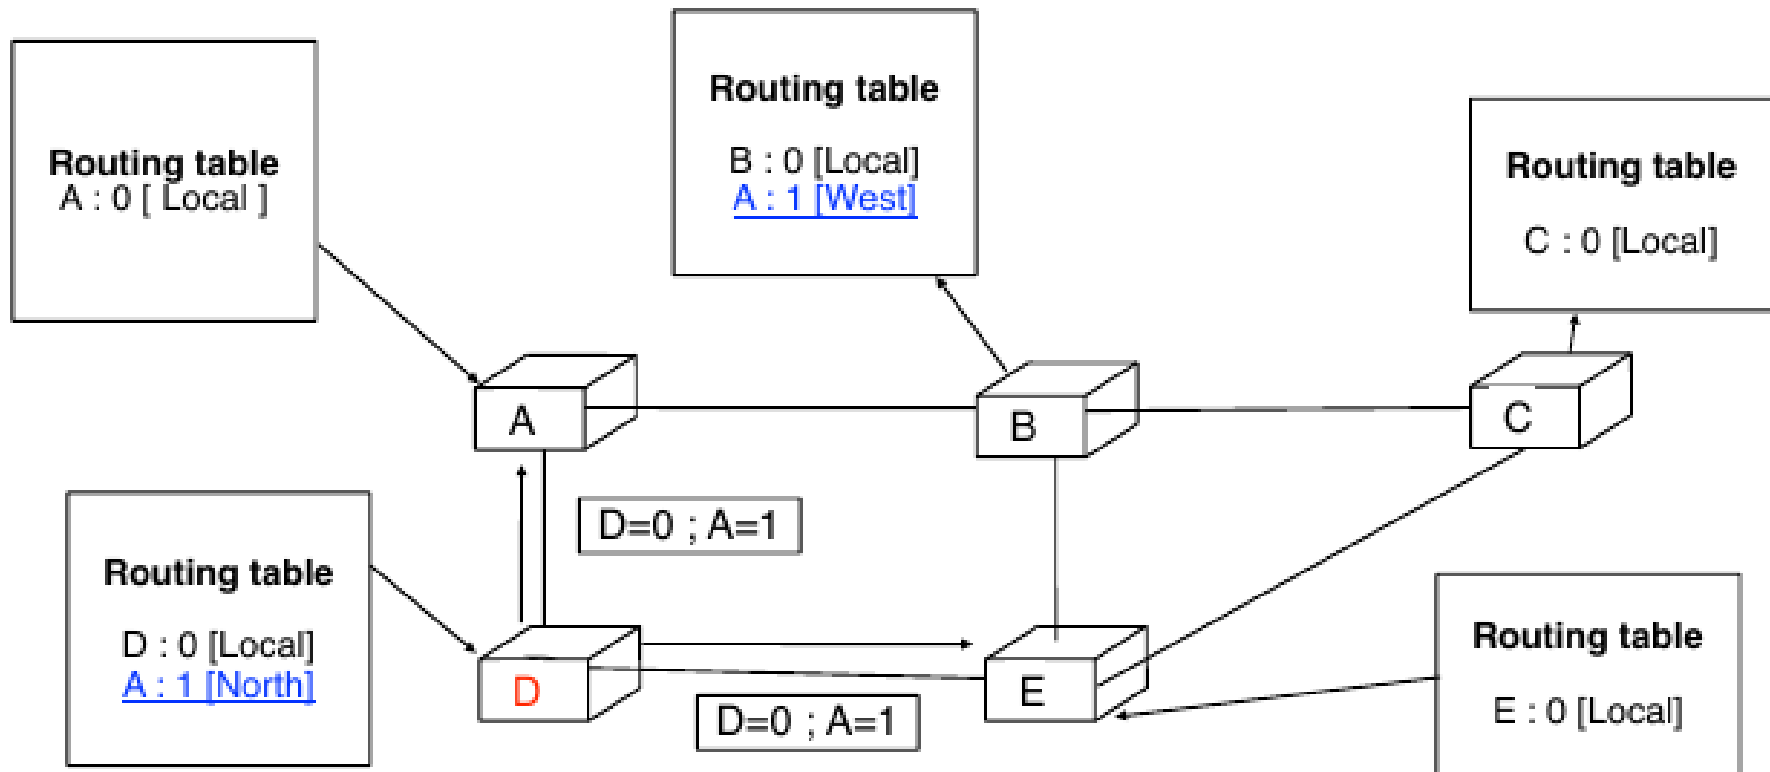 Routing table
A : 0 [ Local ]
Routing table
B : 0 [Local]
A : 1 [West]
Routing table
C : 0 [Local]
A
B
C
D=0 ; A=1
Routing table
D : 0 [Local]
A : 1 [North]
D
E
D=0 ; A=1
Routing table
E : 0 [Local]